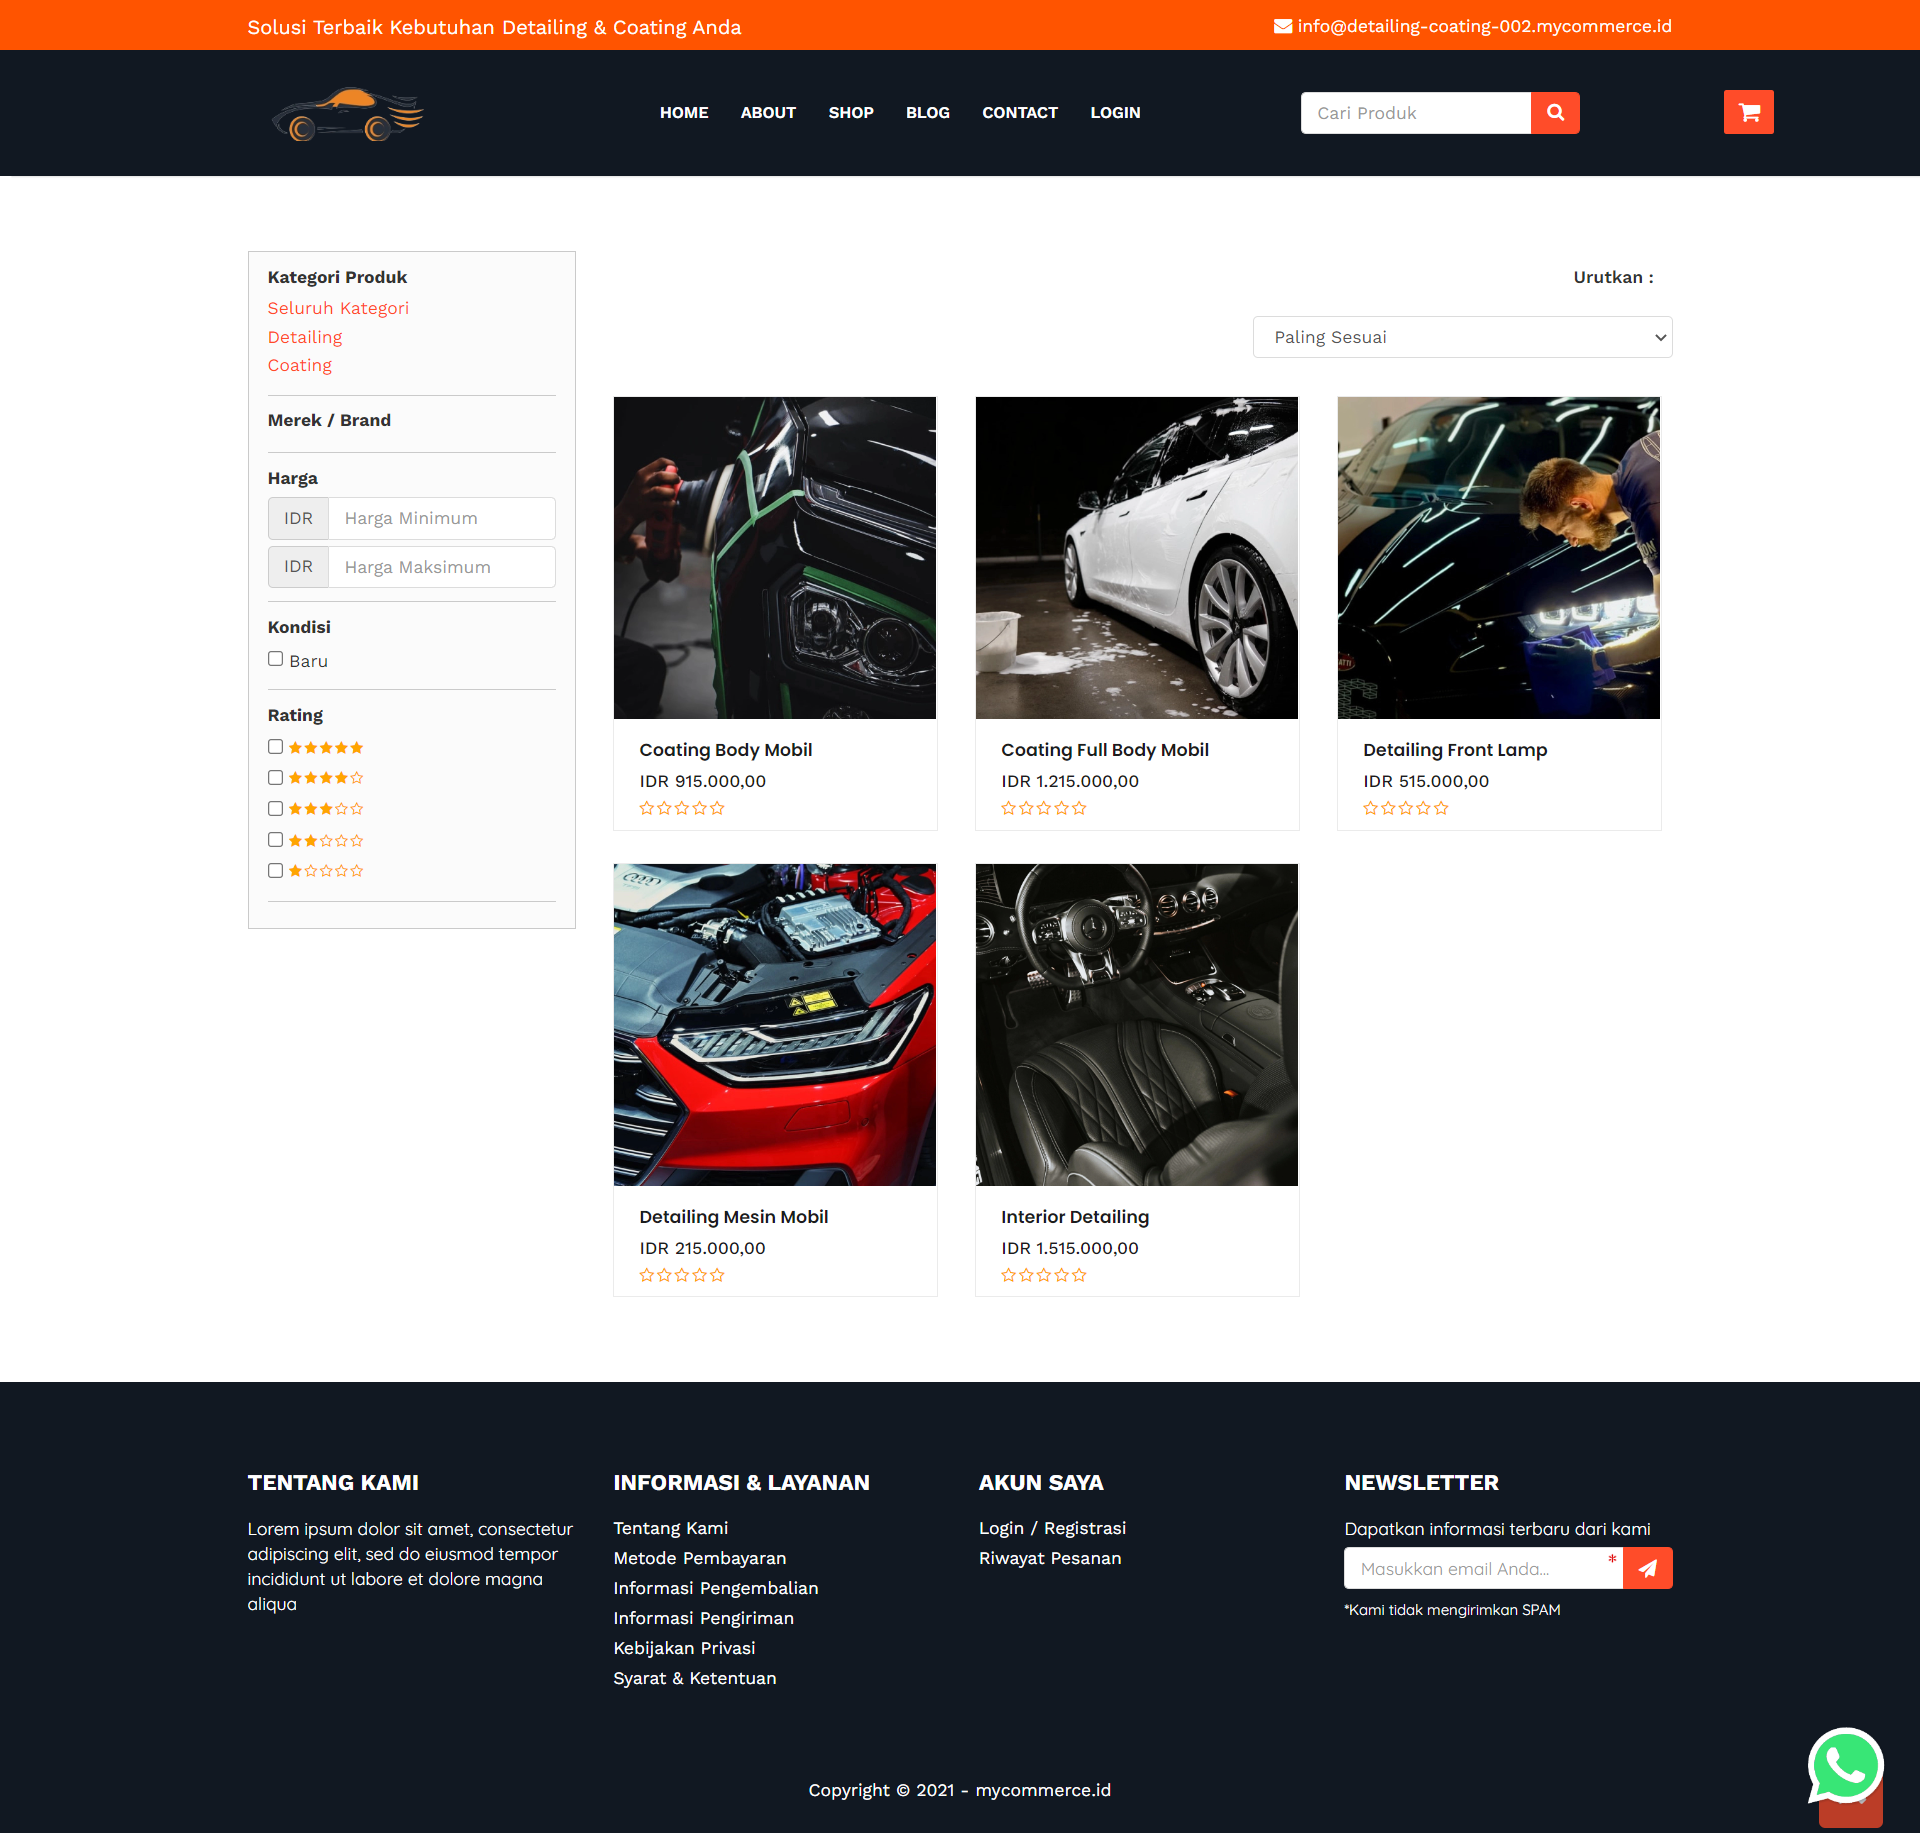 Solusi Terbaik Kebutuhan Detailing & Coating Anda
info@detailing-coating-002.mycommerce.id
HOME ABOUT SHOP BLOG CONTACT LOGIN
Cari Produk
Kategori Produk
Seluruh Kategori
Detailing
Coating
Merek / Brand
Harga
IDR Harga Minimum
IDR Harga Maksimum
Kondisi
Baru
Rating
Urutkan :
Paling Sesuai
Coating Body Mobil
IDR 915.000,00
Coating Full Body Mobil
IDR 1.215.000,00
Detailing Front Lamp
IDR 515.000,00
Detailing Mesin Mobil
IDR 215.000,00
Interior Detailing
IDR 1.515.000,00
TENTANG KAMI
Lorem ipsum dolor sit amet, consectetur
adipiscing elit, sed do eiusmod tempor
incididunt ut labore et dolore magna
aliqua
INFORMASI & LAYANAN
Tentang Kami
Metode Pembayaran
Informasi Pengembalian
Informasi Pengiriman
Kebijakan Privasi
Syarat & Ketentuan
AKUN SAYA
Login / Registrasi
Riwayat Pesanan
NEWSLETTER
Dapatkan informasi terbaru dari kami
Masukkan email Anda... *
*Kami tidak mengirimkan SPAM
Copyright © 2021 - mycommerce.id